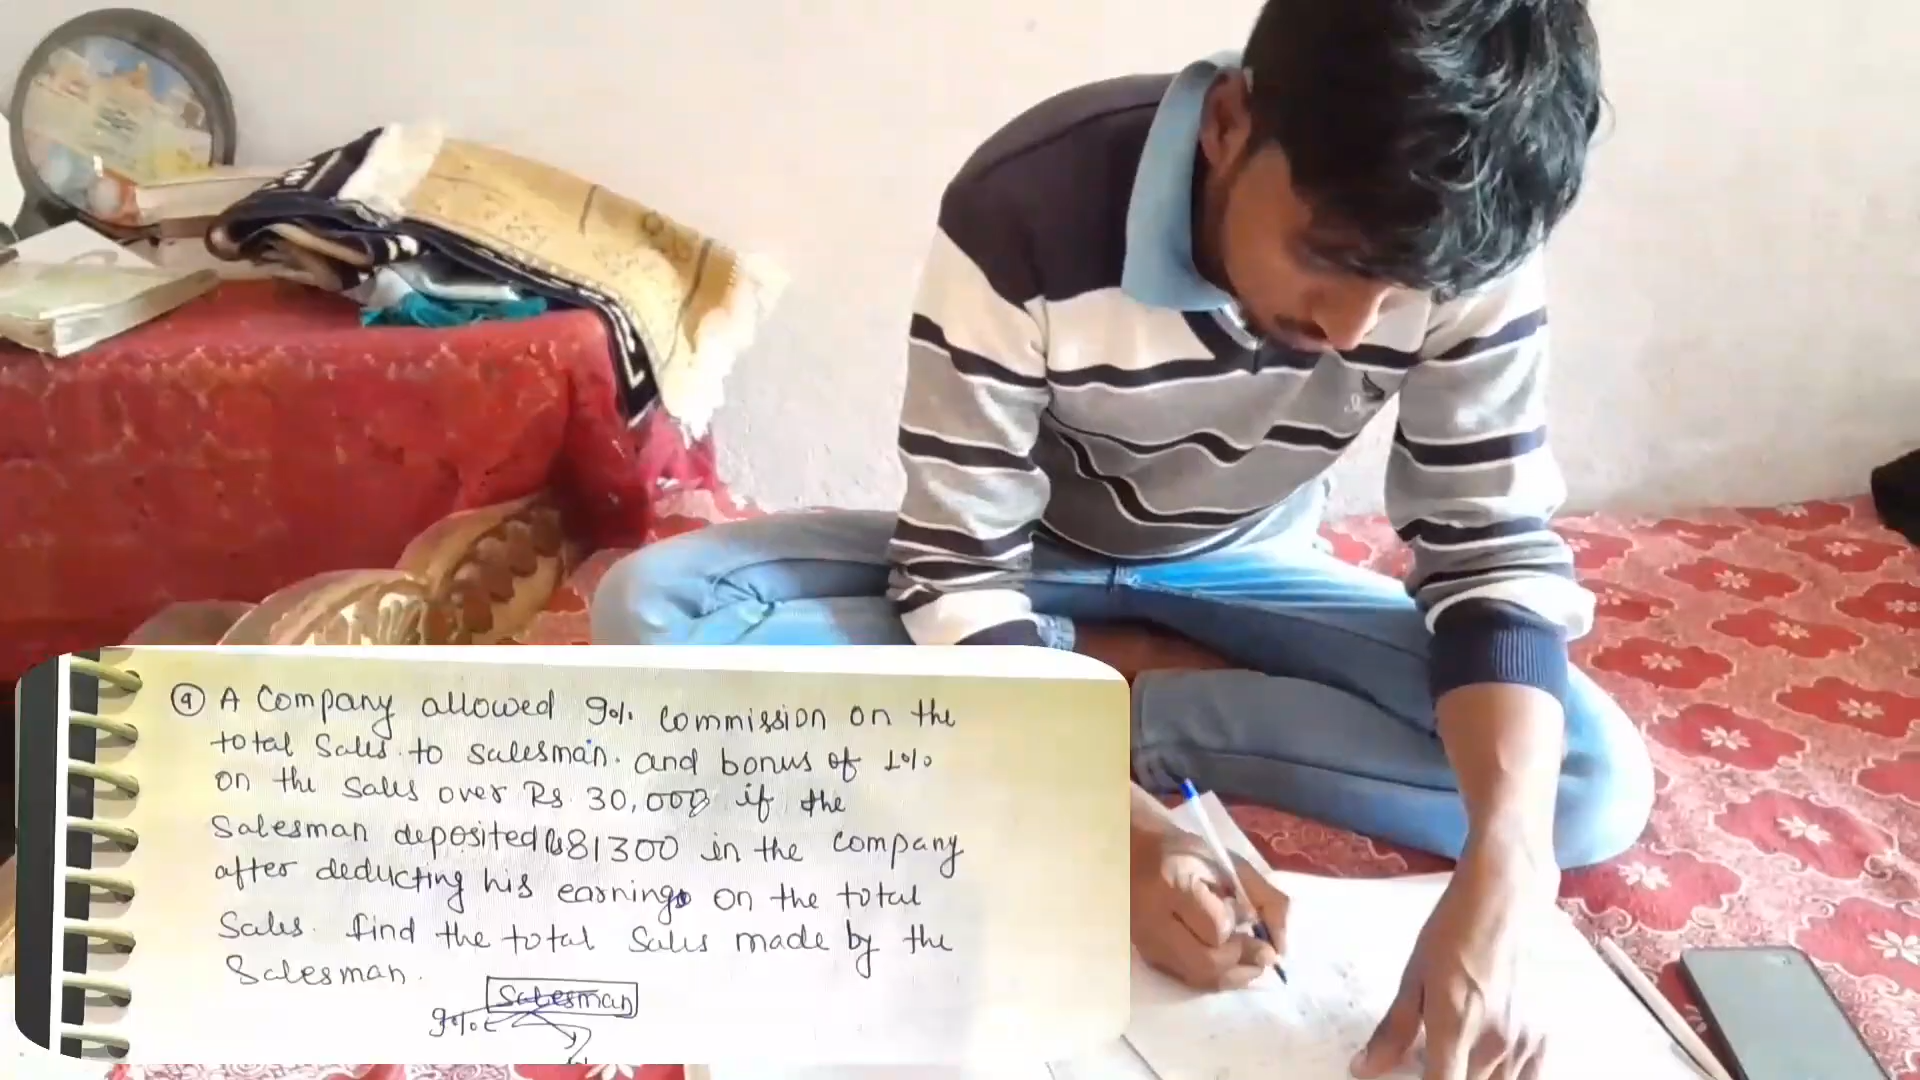 ④ A Company allowed 9% commission on the
total Sales. to salesman. and bonus of 1%
on the sales over Rs. 30,000 if the
Salesman deposited Rs 81300 in the company
after deducting his earnings on the total
Sales. find the total Sales made by the
Salesman.
Salesman
9%